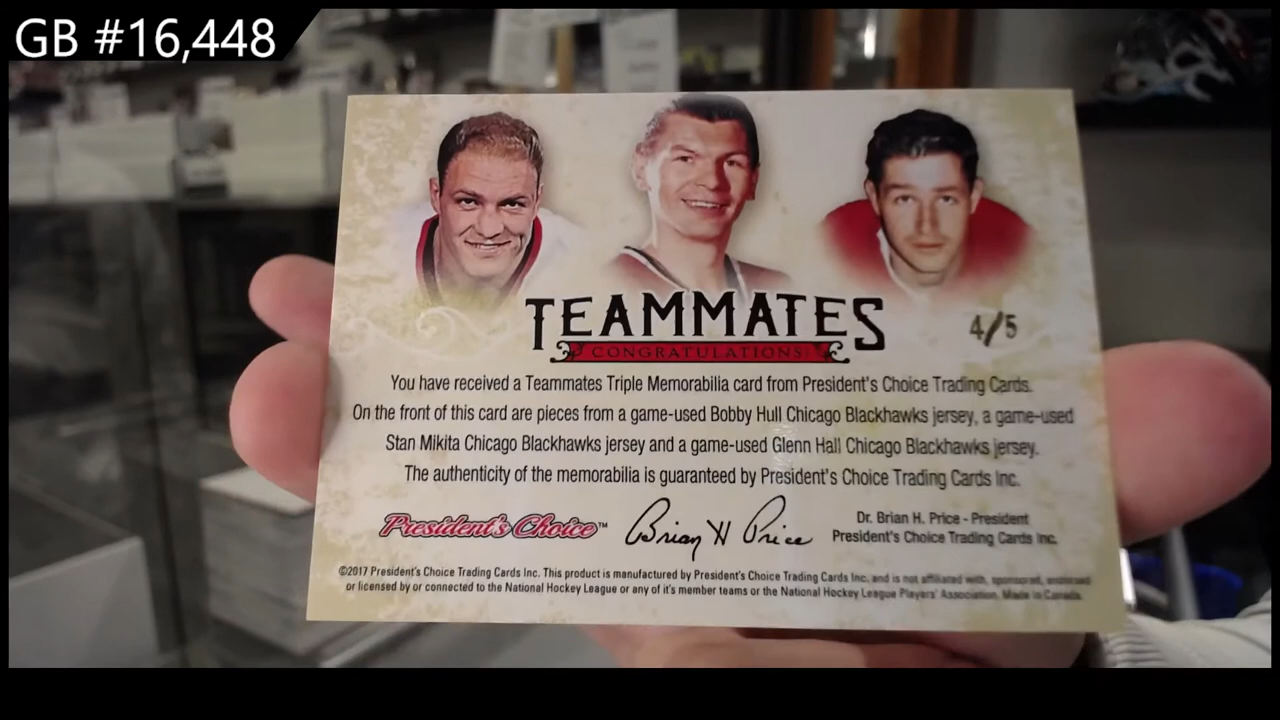 GB #16,448
TEAMMATES
4/5
CONGRATULATIONS!
You have received a Teammates Triple Memorabilia card from President's Choice Trading Cards.
On the front of this card are pieces from a game-used Bobby Hull Chicago Blackhawks jersey, a game-used
Stan Mikita Chicago Blackhawks jersey and a game-used Glenn Hall Chicago Blackhawks jersey.
The authenticity of the memorabilia is guaranteed by President's Choice Trading Cards Inc.
President's Choice™
Brian H Price
Dr. Brian H. Price - President
President's Choice Trading Cards Inc.
©2017 President's Choice Trading Cards Inc. This product is manufactured by President's Choice Trading Cards Inc. and is not affiliated with, sponsored, endorsed
or licensed by or connected to the National Hockey League or any of it's member teams or the National Hockey League Players' Association. Made in Canada.